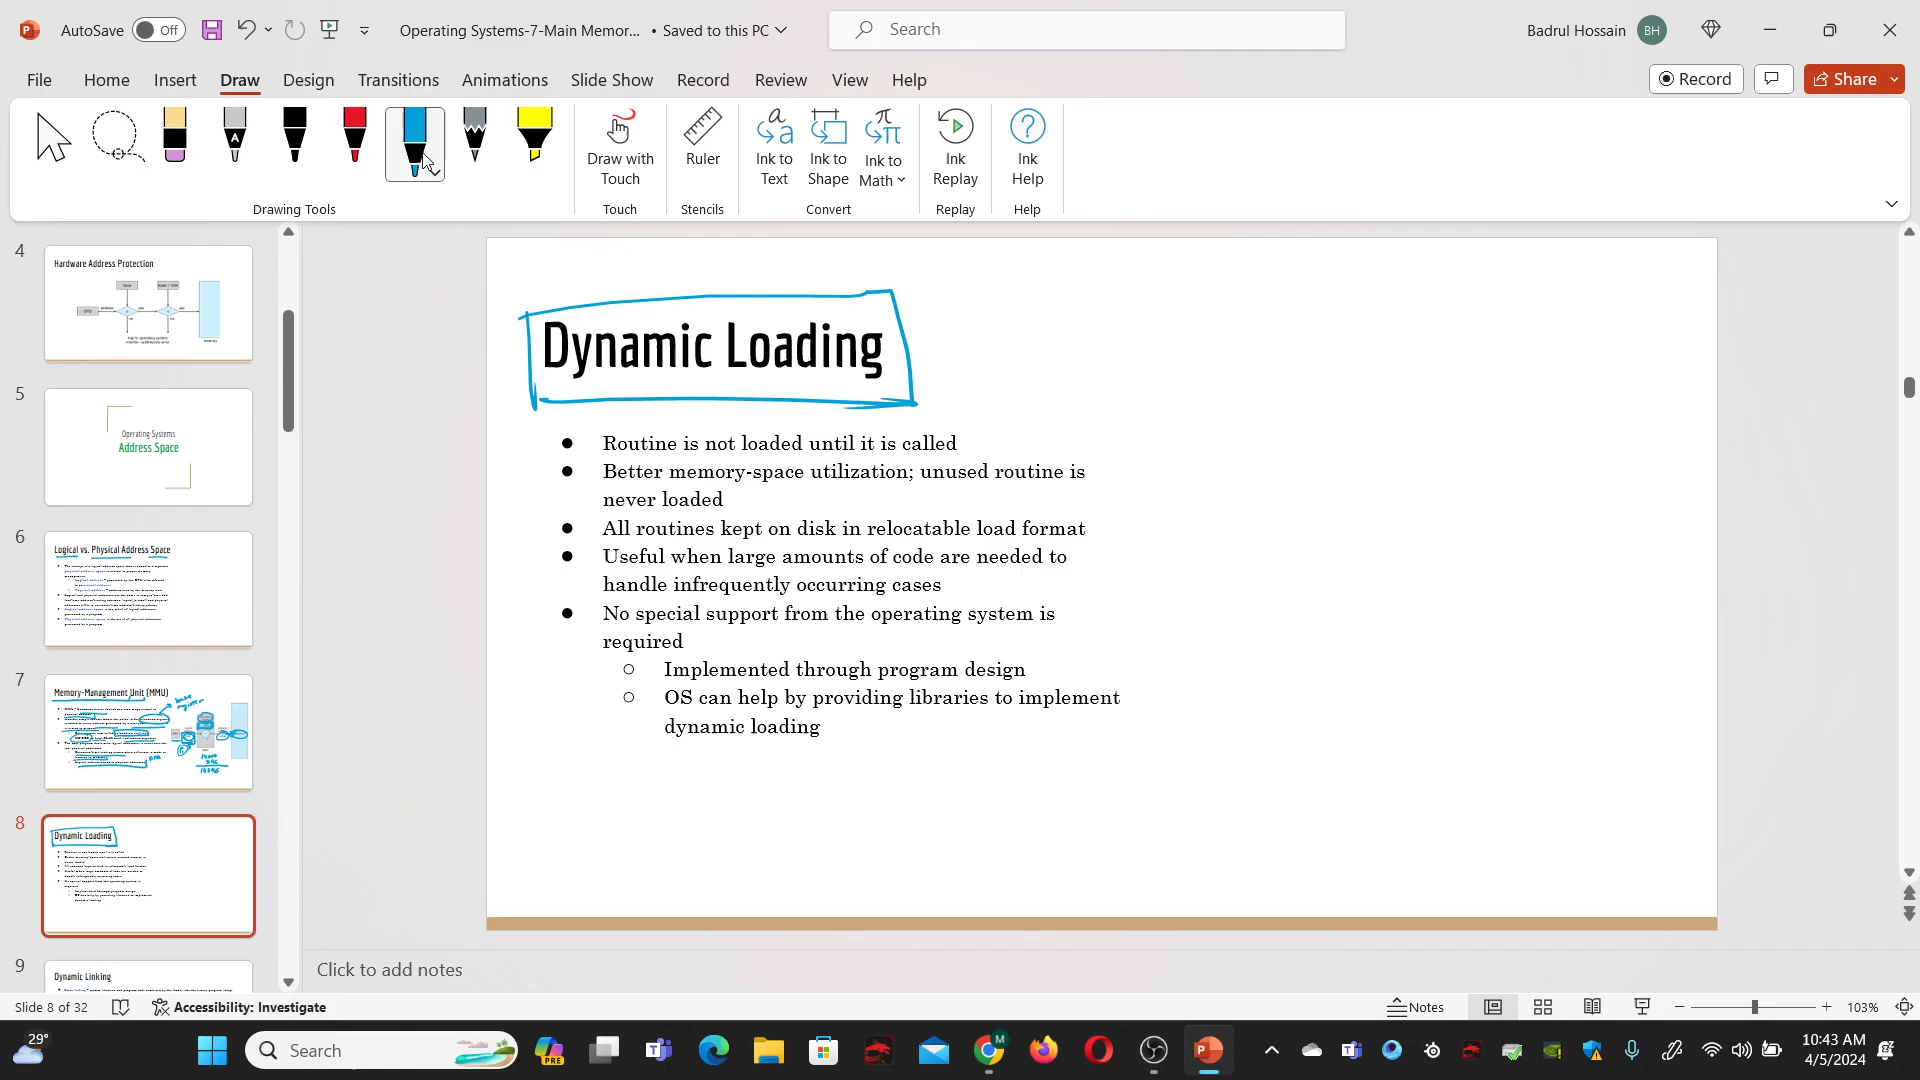 AutoSave Off Operating Systems-7-Main Memor... • Saved to this PC Search Badrul Hossain BH
File Home Insert Draw Design Transitions Animations Slide Show Record Review View Help Record Share
Draw with Touch
Ruler
Ink to Text
Ink to Shape
Ink to Math
Ink Replay
Ink Help
Drawing Tools Touch Stencils Convert Replay Help
4
Hardware Address Protection
5
Operating Systems
Address Space
6
Logical vs. Physical Address Space
7
Memory-Management Unit (MMU)
8
Dynamic Loading
9
Dynamic Linking
Dynamic Loading
● Routine is not loaded until it is called
● Better memory-space utilization; unused routine is
never loaded
● All routines kept on disk in relocatable load format
● Useful when large amounts of code are needed to
handle infrequently occurring cases
● No special support from the operating system is
required
○ Implemented through program design
○ OS can help by providing libraries to implement
dynamic loading
Click to add notes
Slide 8 of 32 Accessibility: Investigate Notes 103%
29° Search PRE M 10:43 AM
4/5/2024